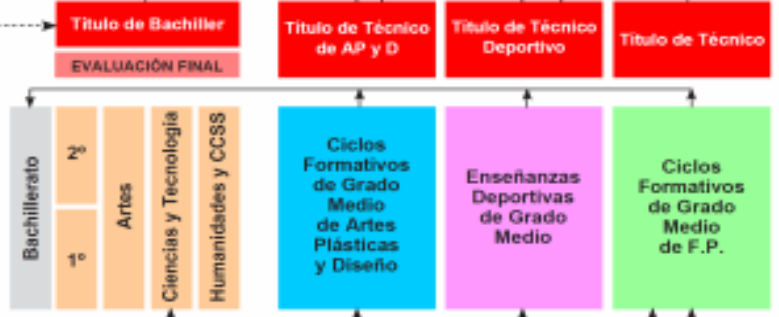 Título de Bachiller
EVALUACIÓN FINAL
Título de Técnico
de AP y D
Título de Técnico
Deportivo
Título de Técnico
Bachillerato
2º
1º
Artes
Ciencias y Tecnología
Humanidades y CCSS
Ciclos
Formativos
de Grado
Medio
de Artes
Plásticas
y Diseño
Enseñanzas
Deportivas
de Grado
Medio
Ciclos
Formativos
de Grado
Medio
de F.P.